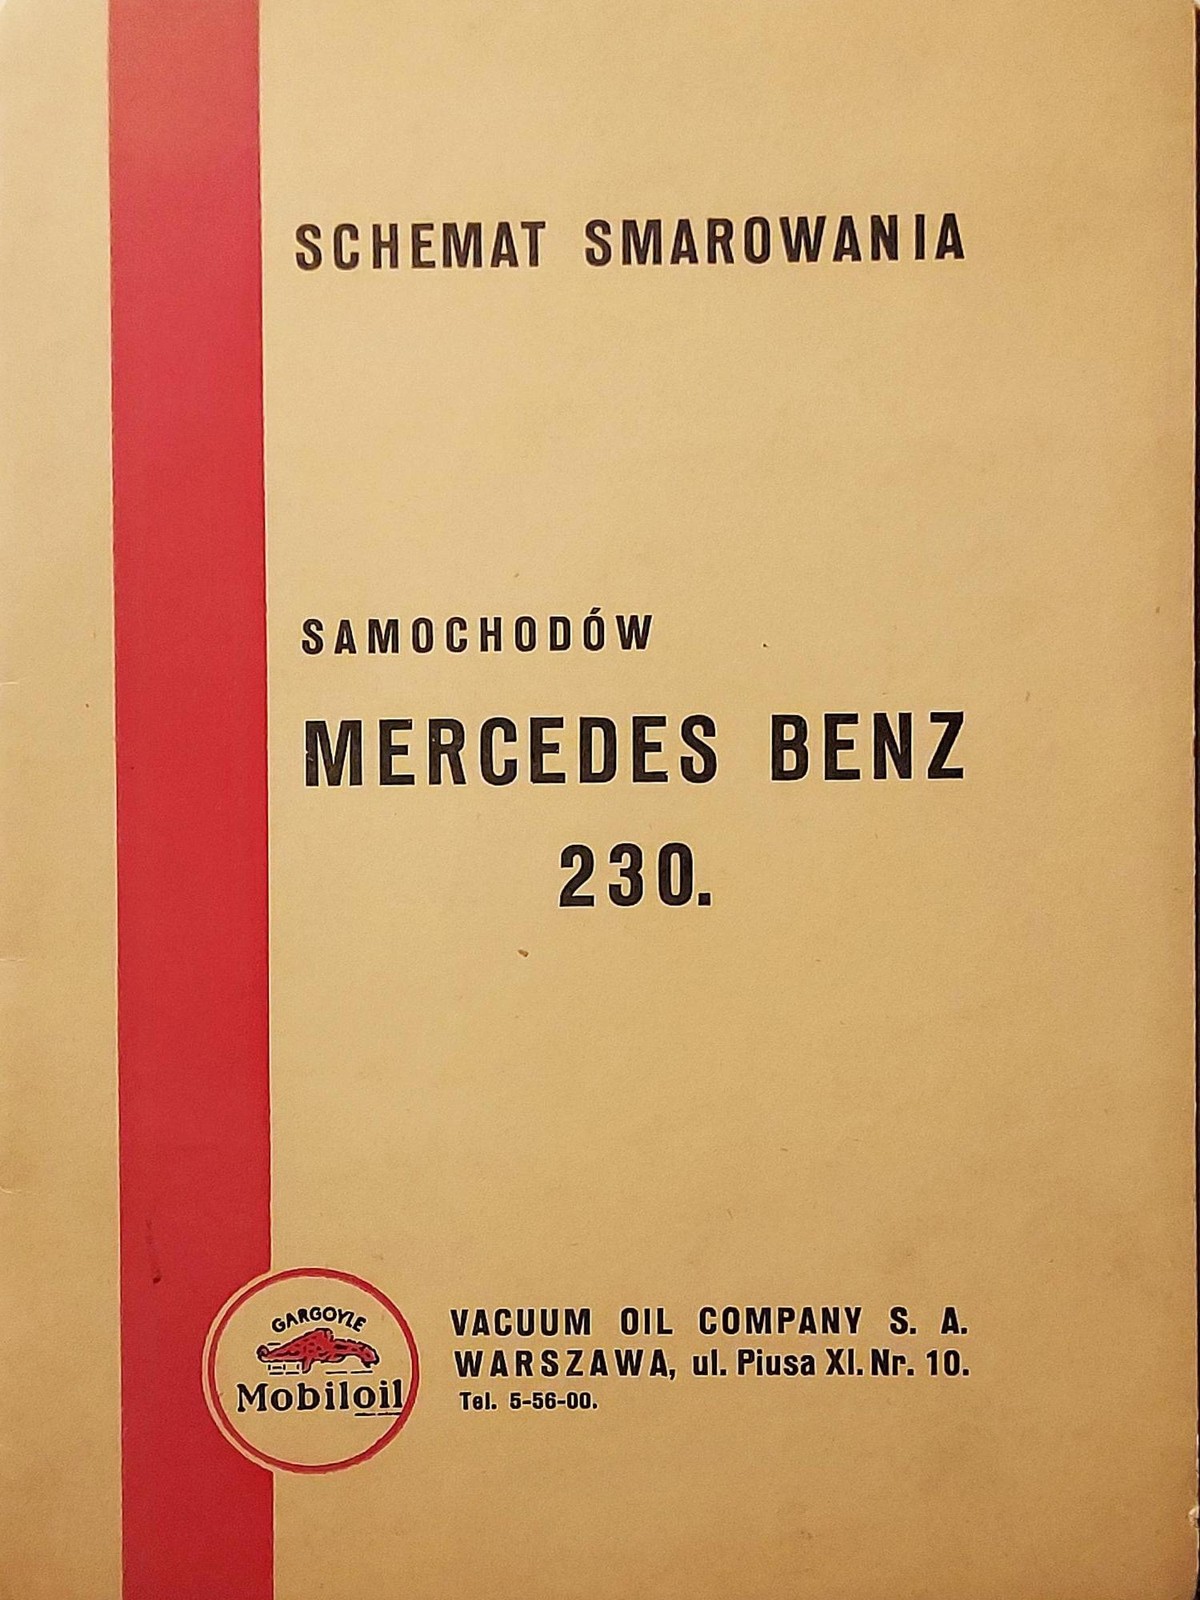 SCHEMAT SMAROWANIA
SAMOCHODÓW
MERCEDES BENZ
230.
GARGOYLE
Mobiloil
VACUUM OIL COMPANY S. A.
WARSZAWA, ul. Piusa XI. Nr. 10.
Tel. 5-56-00.